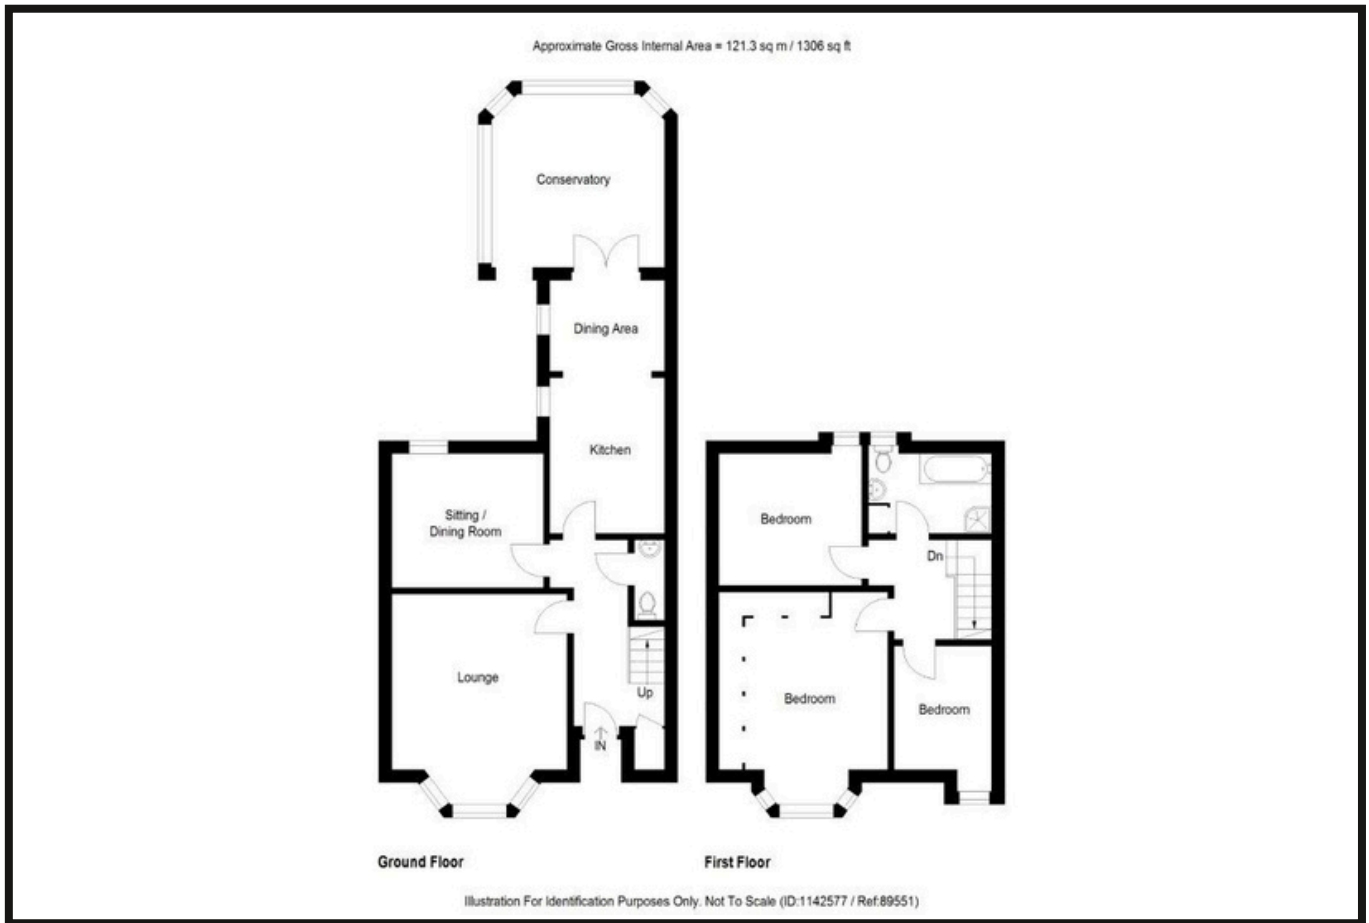 Approximate Gross Internal Area = 121.3 sq m / 1306 sq ft
Conservatory
Dining Area
Kitchen
Sitting /
Dining Room
Lounge
Up
IN
Ground Floor
Bedroom
Dn
Bedroom
Bedroom
First Floor
Illustration For Identification Purposes Only. Not To Scale (ID:1142577 / Ref:89551)